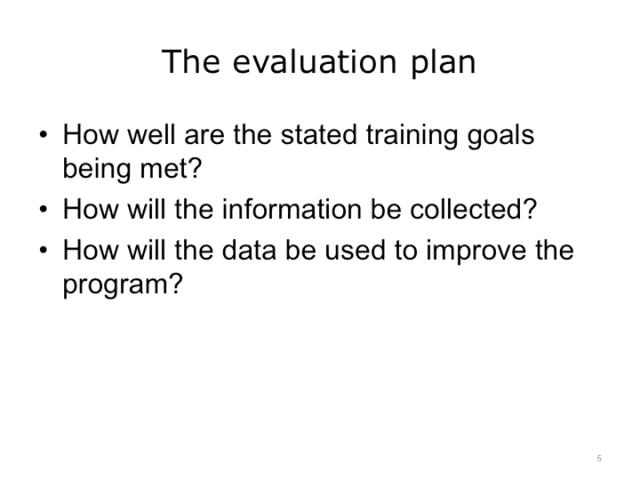 The evaluation plan
• How well are the stated training goals
being met?
• How will the information be collected?
• How will the data be used to improve the
program?
5